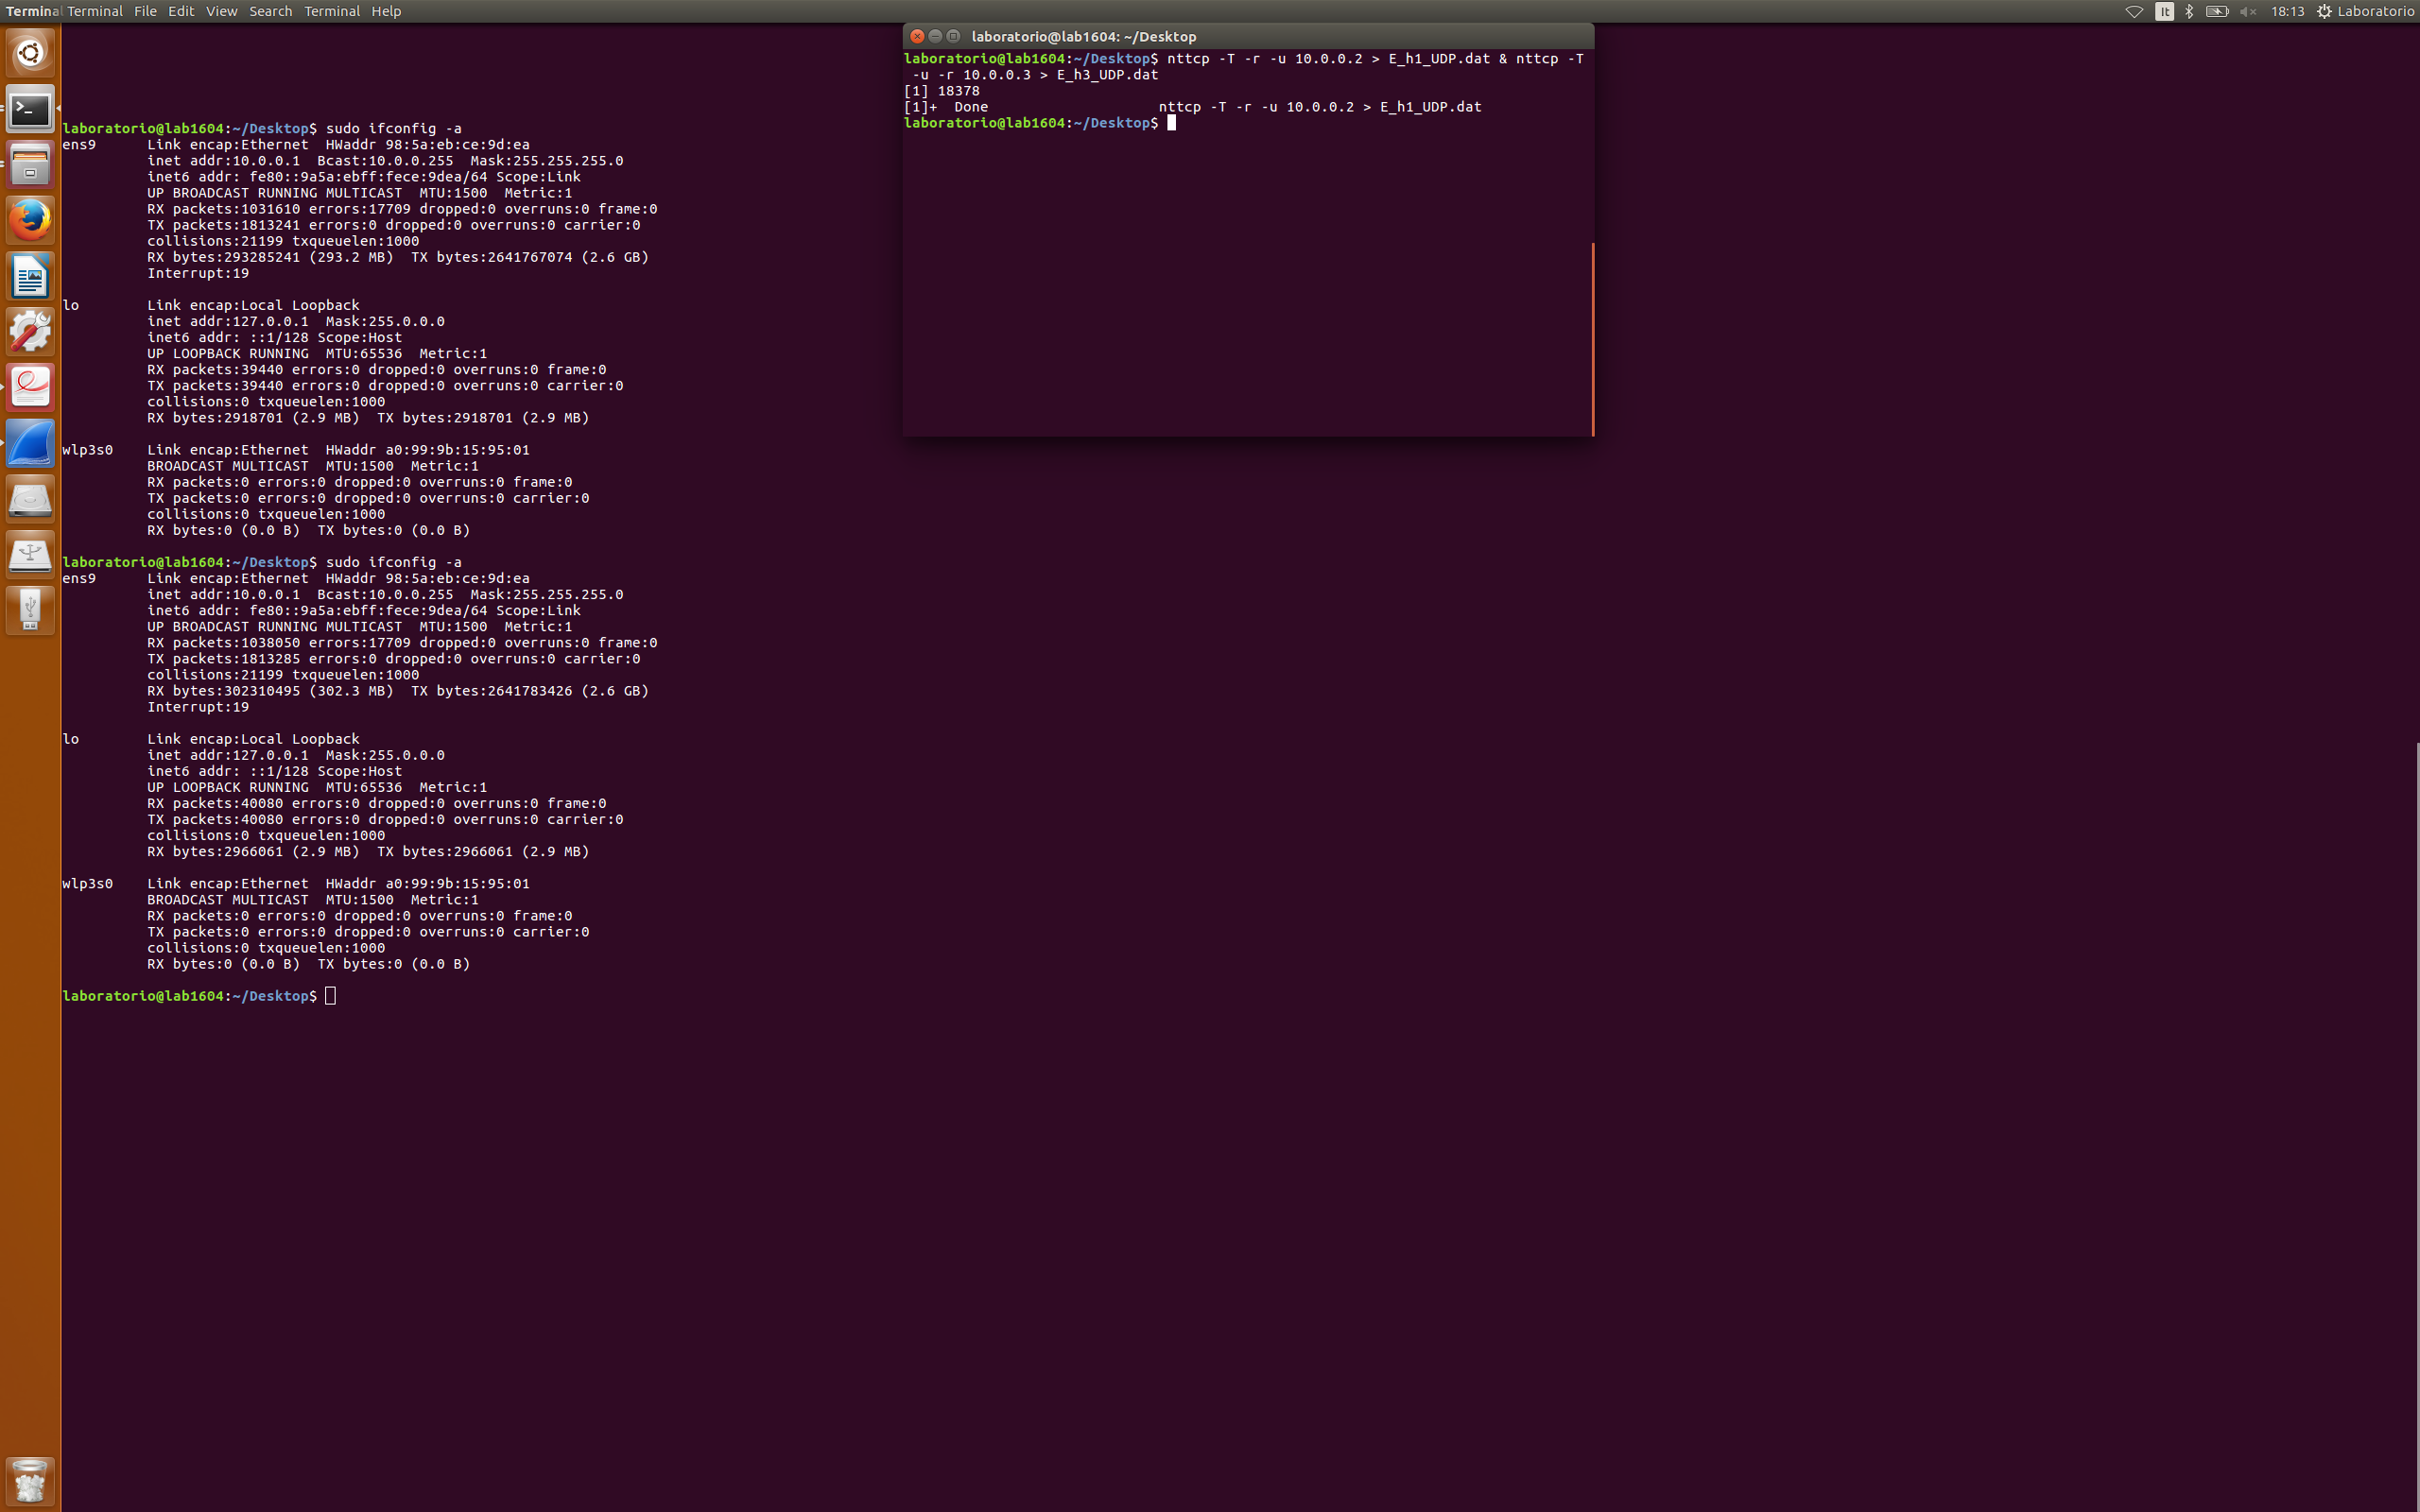 Terminal Terminal File Edit View Search Terminal Help
It 18:13 Laboratorio
laboratorio@lab1604:~/Desktop$ sudo ifconfig -a
ens9      Link encap:Ethernet  HWaddr 98:5a:eb:ce:9d:ea
          inet addr:10.0.0.1  Bcast:10.0.0.255  Mask:255.255.255.0
          inet6 addr: fe80::9a5a:ebff:fece:9dea/64 Scope:Link
          UP BROADCAST RUNNING MULTICAST  MTU:1500  Metric:1
          RX packets:1031610 errors:17709 dropped:0 overruns:0 frame:0
          TX packets:1813241 errors:0 dropped:0 overruns:0 carrier:0
          collisions:21199 txqueuelen:1000
          RX bytes:293285241 (293.2 MB)  TX bytes:2641767074 (2.6 GB)
          Interrupt:19
lo        Link encap:Local Loopback
          inet addr:127.0.0.1  Mask:255.0.0.0
          inet6 addr: ::1/128 Scope:Host
          UP LOOPBACK RUNNING  MTU:65536  Metric:1
          RX packets:39440 errors:0 dropped:0 overruns:0 frame:0
          TX packets:39440 errors:0 dropped:0 overruns:0 carrier:0
          collisions:0 txqueuelen:1000
          RX bytes:2918701 (2.9 MB)  TX bytes:2918701 (2.9 MB)
wlp3s0    Link encap:Ethernet  HWaddr a0:99:9b:15:95:01
          BROADCAST MULTICAST  MTU:1500  Metric:1
          RX packets:0 errors:0 dropped:0 overruns:0 frame:0
          TX packets:0 errors:0 dropped:0 overruns:0 carrier:0
          collisions:0 txqueuelen:1000
          RX bytes:0 (0.0 B)  TX bytes:0 (0.0 B)
laboratorio@lab1604:~/Desktop$ sudo ifconfig -a
ens9      Link encap:Ethernet  HWaddr 98:5a:eb:ce:9d:ea
          inet addr:10.0.0.1  Bcast:10.0.0.255  Mask:255.255.255.0
          inet6 addr: fe80::9a5a:ebff:fece:9dea/64 Scope:Link
          UP BROADCAST RUNNING MULTICAST  MTU:1500  Metric:1
          RX packets:1038050 errors:17709 dropped:0 overruns:0 frame:0
          TX packets:1813285 errors:0 dropped:0 overruns:0 carrier:0
          collisions:21199 txqueuelen:1000
          RX bytes:302310495 (302.3 MB)  TX bytes:2641783426 (2.6 GB)
          Interrupt:19
lo        Link encap:Local Loopback
          inet addr:127.0.0.1  Mask:255.0.0.0
          inet6 addr: ::1/128 Scope:Host
          UP LOOPBACK RUNNING  MTU:65536  Metric:1
          RX packets:40080 errors:0 dropped:0 overruns:0 frame:0
          TX packets:40080 errors:0 dropped:0 overruns:0 carrier:0
          collisions:0 txqueuelen:1000
          RX bytes:2966061 (2.9 MB)  TX bytes:2966061 (2.9 MB)
wlp3s0    Link encap:Ethernet  HWaddr a0:99:9b:15:95:01
          BROADCAST MULTICAST  MTU:1500  Metric:1
          RX packets:0 errors:0 dropped:0 overruns:0 frame:0
          TX packets:0 errors:0 dropped:0 overruns:0 carrier:0
          collisions:0 txqueuelen:1000
          RX bytes:0 (0.0 B)  TX bytes:0 (0.0 B)
laboratorio@lab1604:~/Desktop$
laboratorio@lab1604: ~/Desktop
laboratorio@lab1604:~/Desktop$ nttcp -T -r -u 10.0.0.2 > E_h1_UDP.dat & nttcp -T
 -u -r 10.0.0.3 > E_h3_UDP.dat
[1] 18378
[1]+  Done                    nttcp -T -r -u 10.0.0.2 > E_h1_UDP.dat
laboratorio@lab1604:~/Desktop$